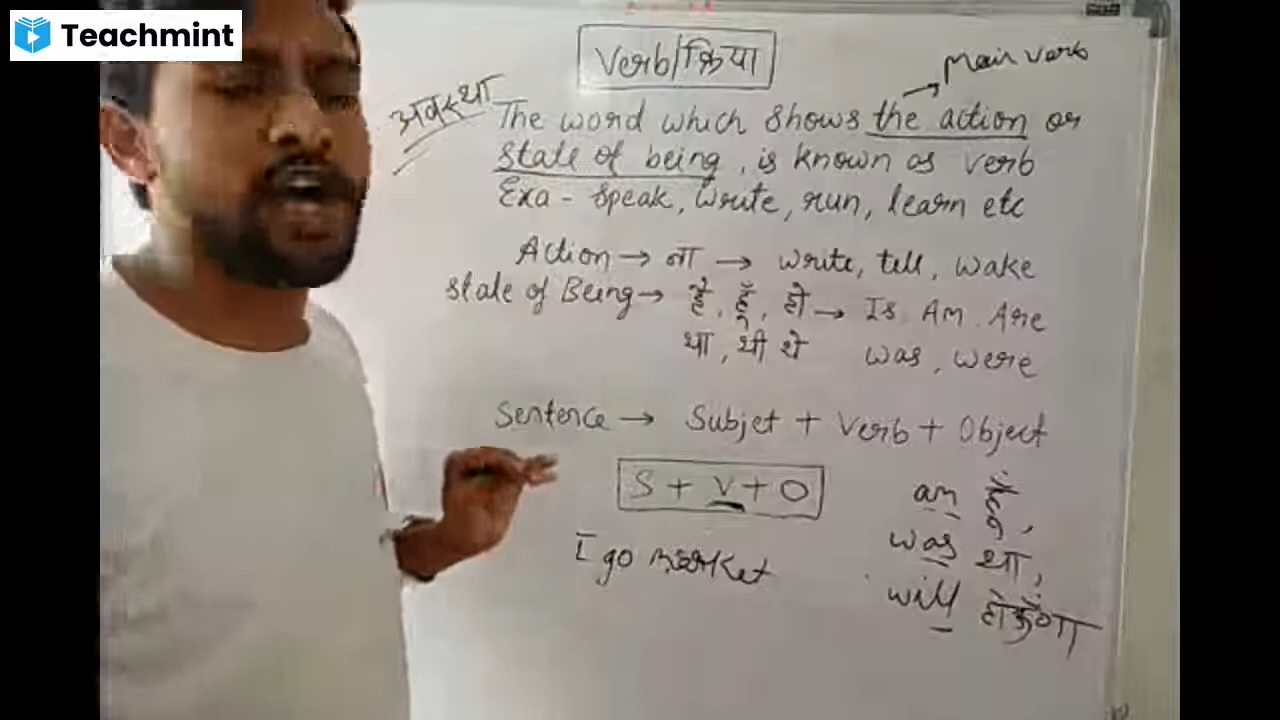 Teachmint
Verb/क्रिया
Main verb
अवस्था
The word which shows the action or
state of being, is known as verb
Exa - Speak, write, run, learn etc
Action → ना → write, tell, wake
state of Being → है, हूँ, हो → Is Am Are
था, थी थे was, were
Sentence → Subjet + Verb + Object
S + V + O
am हूँ,
was था,
I go market
will होऊँगा